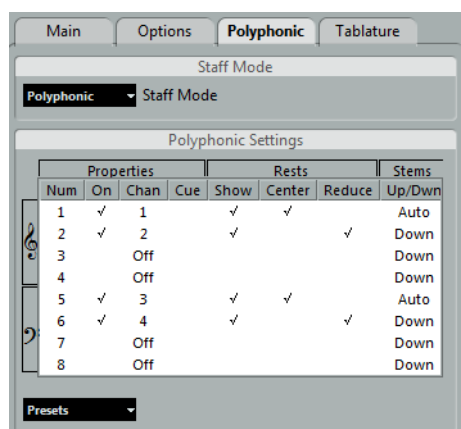 Main Options Polyphonic Tablature
Staff Mode
Polyphonic Staff Mode
Polyphonic Settings
Properties Rests Stems
Num On Chan Cue Show Center Reduce Up/Dwn
1 √ 1 √ √ Auto
2 √ 2 √ √ Down
3 Off Down
4 Off Down
5 √ 3 √ √ Auto
6 √ 4 √ √ Down
7 Off Down
8 Off Down
Presets